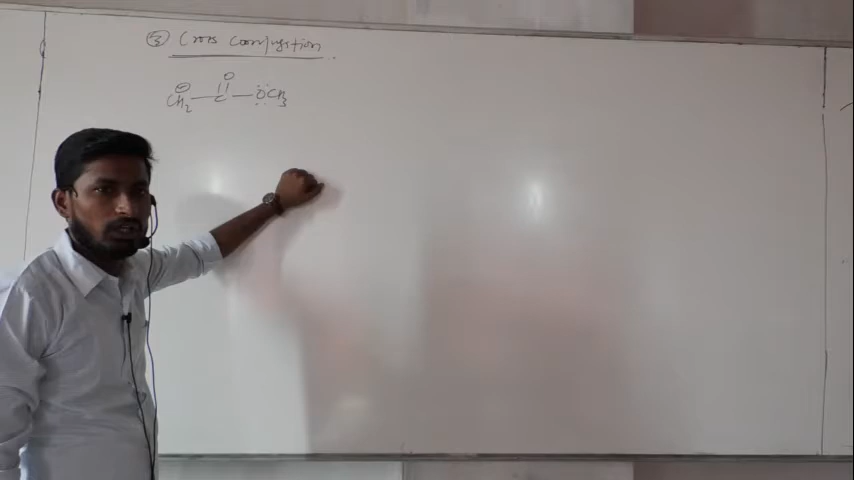 ③ Cross Conjugation
O
⊖
CH2 — C — OCH3